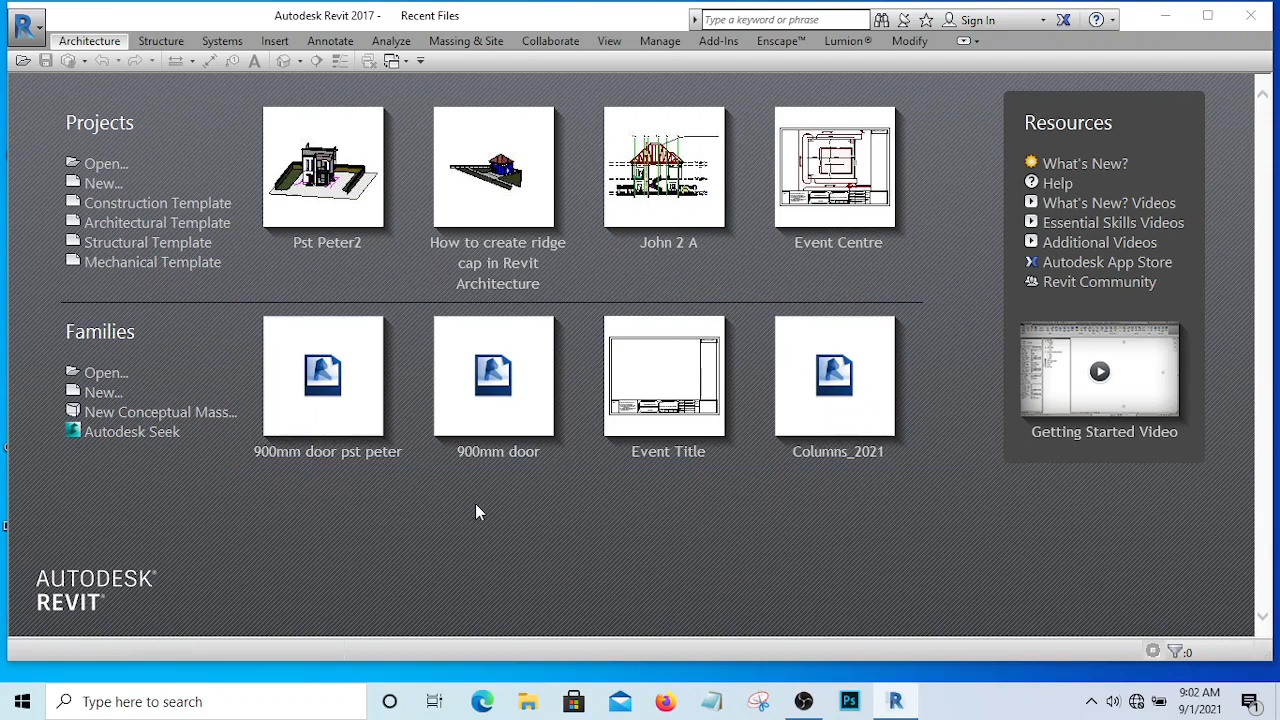 Autodesk Revit 2017 - Recent Files
Type a keyword or phrase
Sign In
Architecture Structure Systems Insert Annotate Analyze Massing & Site Collaborate View Manage Add-Ins Enscape™ Lumion® Modify
Projects
Open...
New...
Construction Template
Architectural Template
Structural Template
Mechanical Template
Pst Peter2
How to create ridge
cap in Revit
Architecture
John 2 A
Event Centre
Families
Open...
New...
New Conceptual Mass...
Autodesk Seek
900mm door pst peter
900mm door
Event Title
Columns_2021
Resources
What's New?
Help
What's New? Videos
Essential Skills Videos
Additional Videos
Autodesk App Store
Revit Community
Getting Started Video
AUTODESK®
REVIT®
:0
Type here to search
9:02 AM
9/1/2021